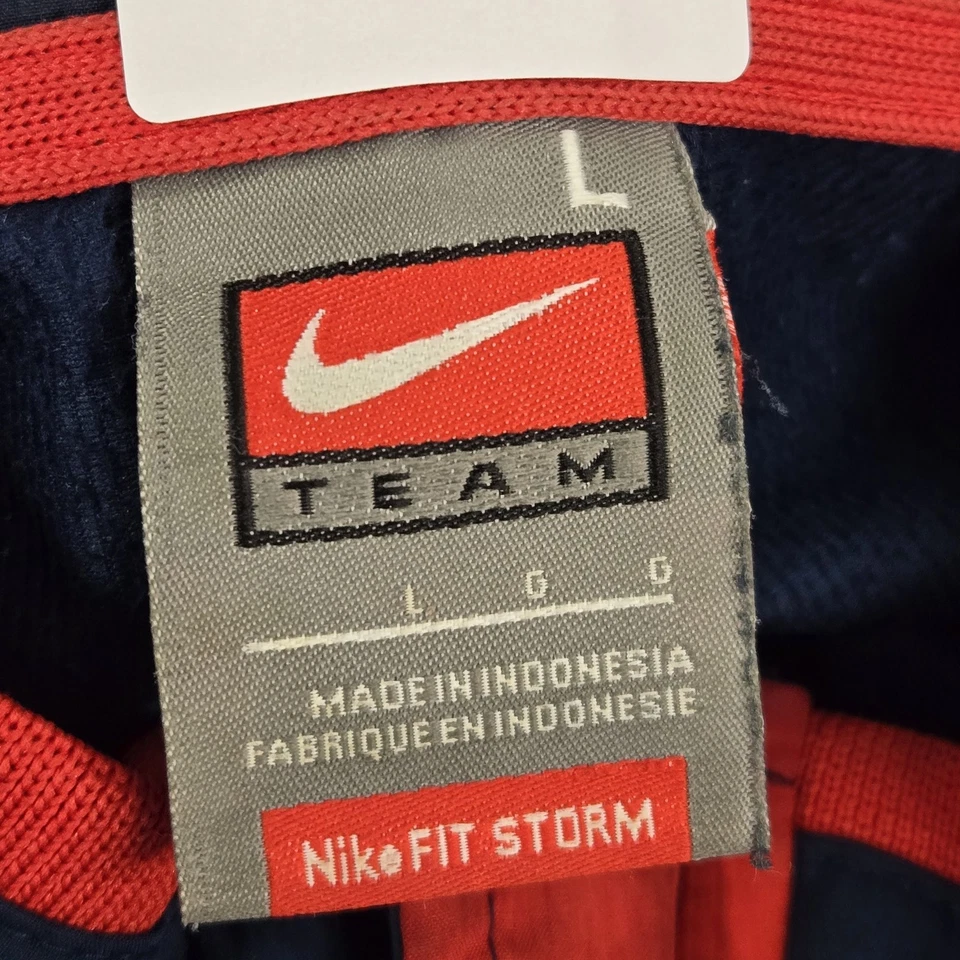 L
TEAM
L G G
MADE IN INDONESIA
FABRIQUE EN INDONESIE
Nike FIT STORM